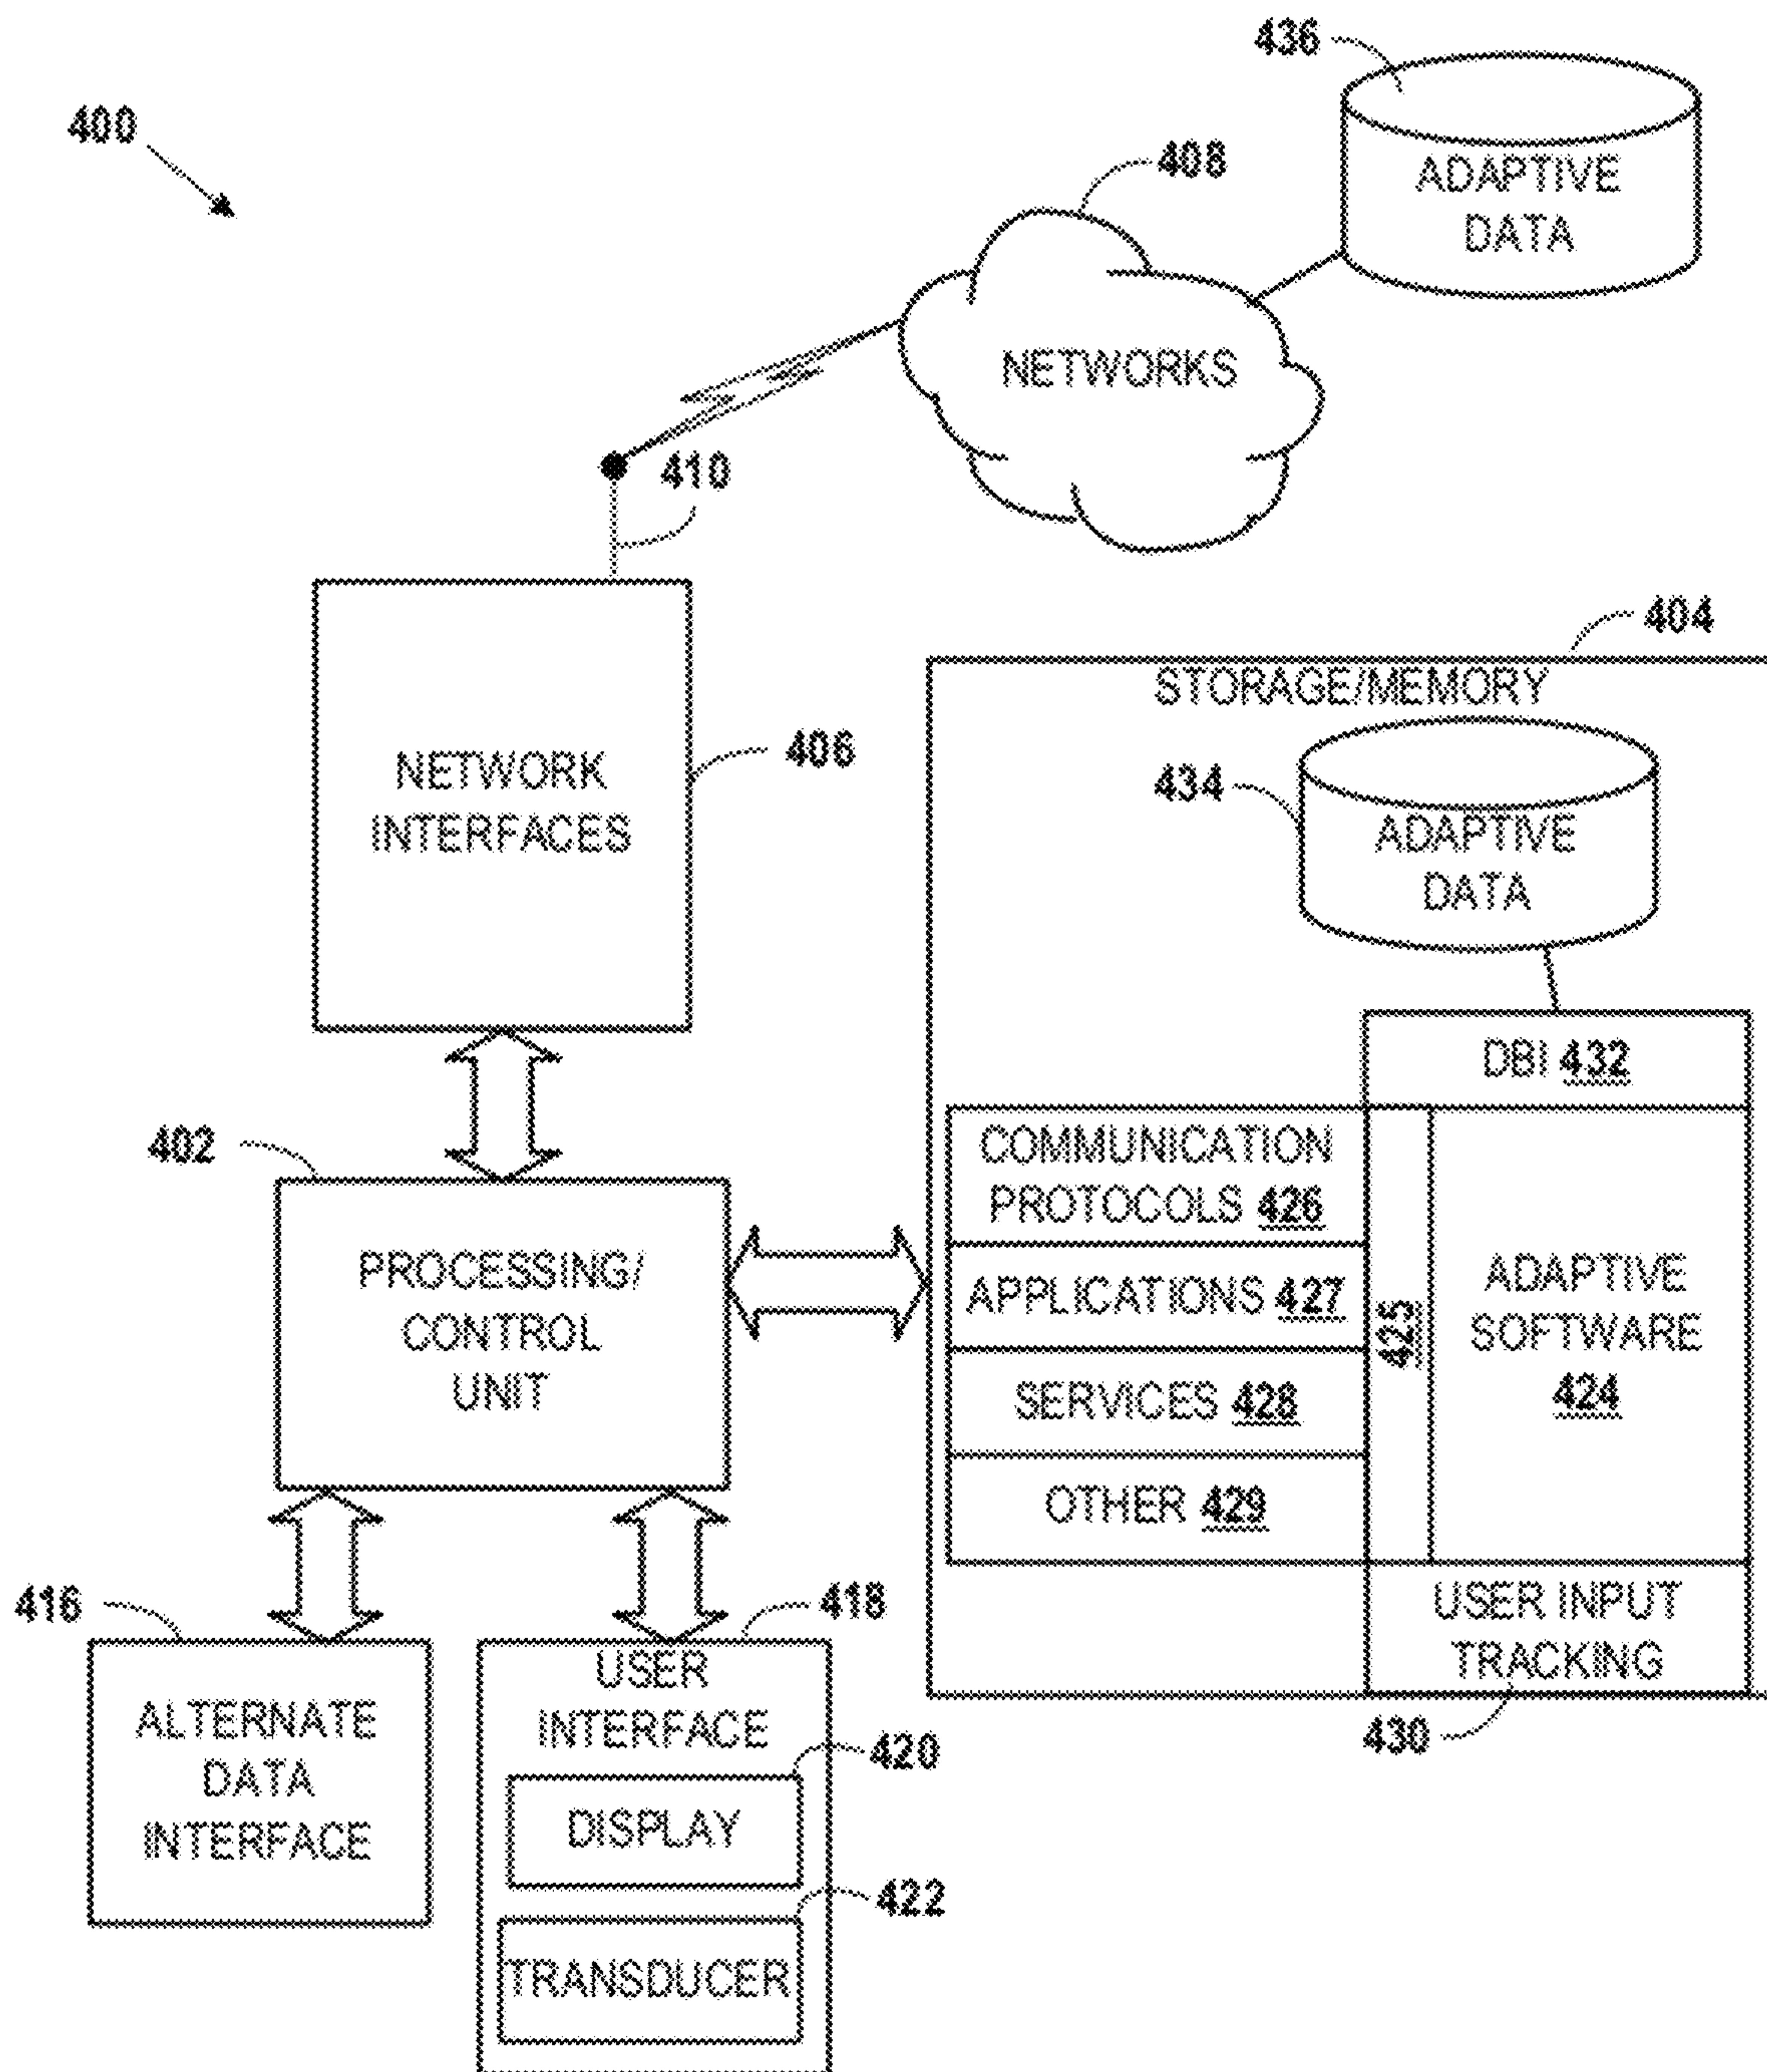 436
400
408
ADAPTIVE
DATA
NETWORKS
410
404
STORAGE/MEMORY
406
NETWORK
INTERFACES
434
ADAPTIVE
DATA
DBI 432
402
COMMUNICATION
PROTOCOLS 426
PROCESSING/
CONTROL
UNIT
APPLICATIONS 427
425
ADAPTIVE
SOFTWARE
424
SERVICES 428
OTHER 429
416
418
USER INPUT
TRACKING
430
ALTERNATE
DATA
INTERFACE
USER
INTERFACE
420
DISPLAY
422
TRANSDUCER